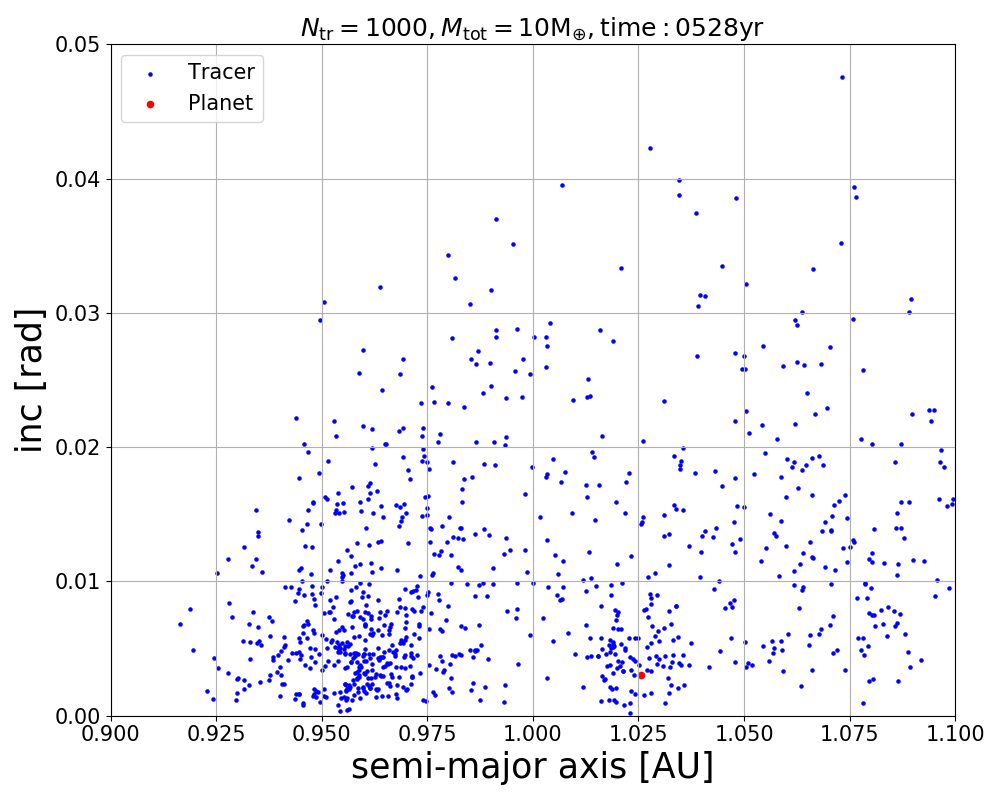 N_tr = 1000, M_tot = 10M_⊕, time : 0528yr
0.05
Tracer
Planet
0.04
0.03
0.02
0.01
0.00
inc [rad]
0.900 0.925 0.950 0.975 1.000 1.025 1.050 1.075 1.100
semi-major axis [AU]